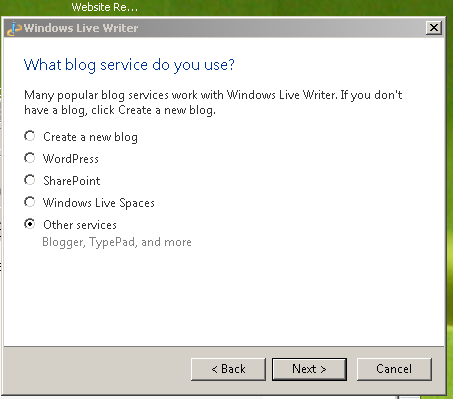 Website Re...
Windows Live Writer
What blog service do you use?
Many popular blog services work with Windows Live Writer. If you don't
have a blog, click Create a new blog.
Create a new blog
WordPress
SharePoint
Windows Live Spaces
Other services
Blogger, TypePad, and more
< Back
Next >
Cancel